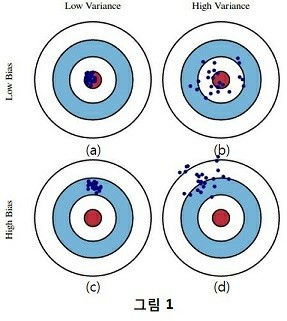 Low Variance High Variance
Low Bias
(a) (b)
High Bias
(c) (d)
그림 1